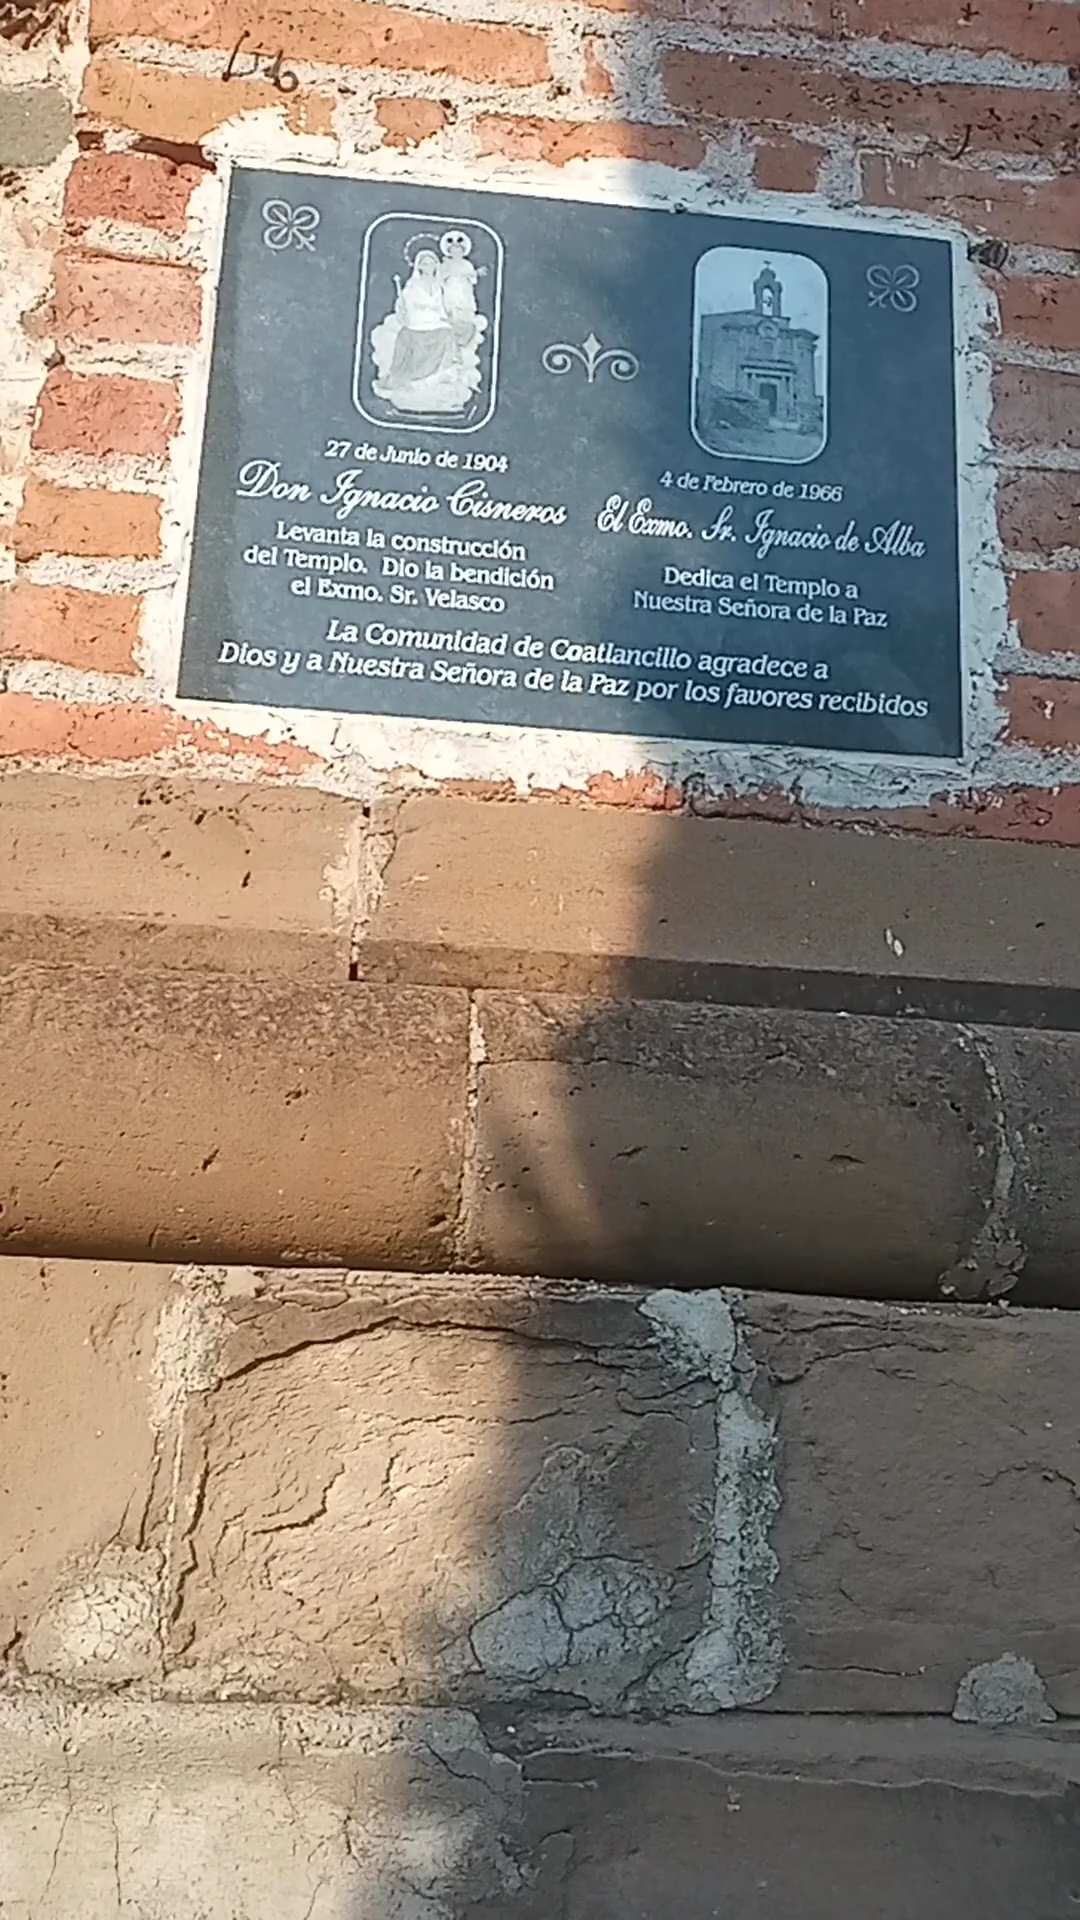 27 de Junio de 1904
Don Ignacio Cisneros
Levanta la construcción
del Templo. Dio la bendición
el Exmo. Sr. Velasco
4 de Febrero de 1966
El Exmo. Sr. Ignacio de Alba
Dedica el Templo a
Nuestra Señora de la Paz
La Comunidad de Coatlancillo agradece a
Dios y a Nuestra Señora de la Paz por los favores recibidos